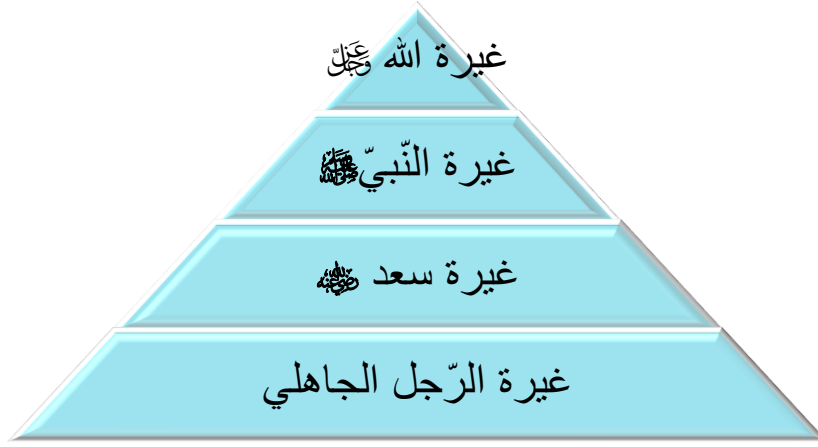 غيرة الله ﷻ
غيرة النّبيّ ﷺ
غيرة سعد رضي الله عنه
غيرة الرّجل الجاهلي